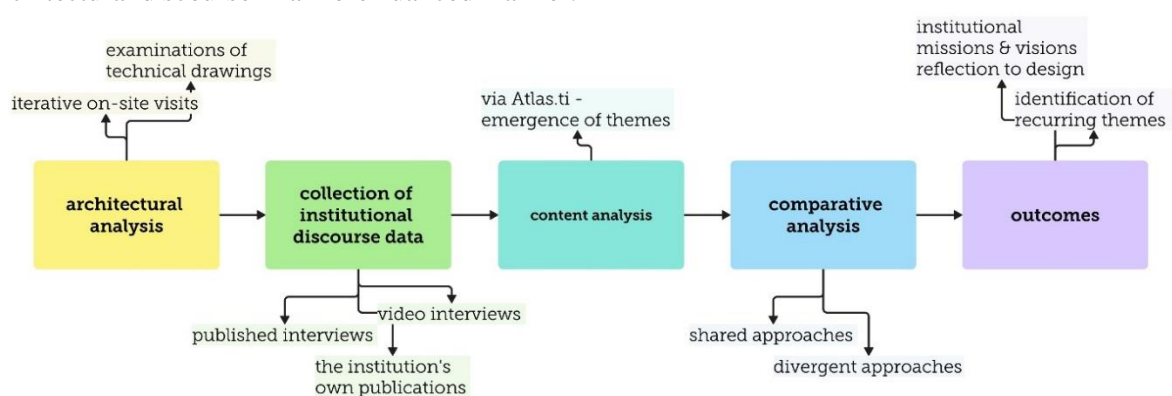 institutional
missions & visions
reflection to design
examinations of
technical drawings
iterative on-site visits
via Atlas.ti -
emergence of themes
identification of
recurring themes
architectural
analysis
collection of
institutional
discourse data
content analysis
comparative
analysis
outcomes
published interviews
video interviews
the institution's
own publications
shared approaches
divergent approaches